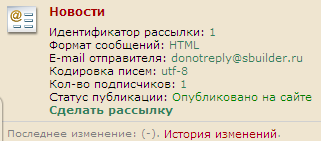 Новости
Идентификатор рассылки: 1
Формат сообщений: HTML
E-mail отправителя: donotreply@sbuilder.ru
Кодировка писем: utf-8
Кол-во подписчиков: 1
Статус публикации: Опубликовано на сайте
Сделать рассылку
Последнее изменение: (-). История изменений.